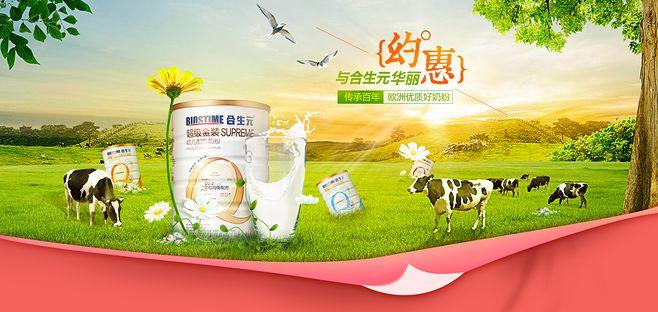 {约惠}
与合生元华丽
传承百年 欧洲优质好奶粉
BIOSTIME 合生元
超级金装 SUPREME
幼儿配方奶粉